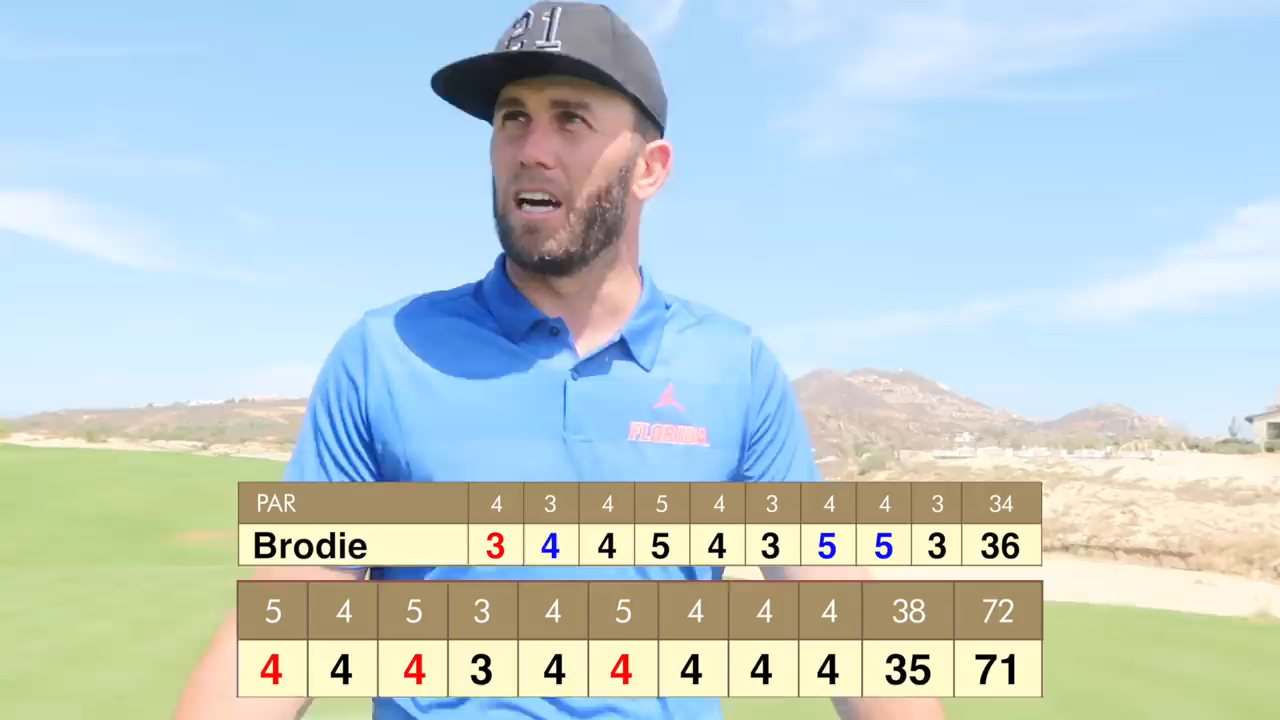 21
FLORIDA
PAR 4 3 4 5 4 3 4 4 3 34
Brodie 3 4 4 5 4 3 5 5 3 36
5 4 5 3 4 5 4 4 4 38 72
4 4 4 3 4 4 4 4 4 35 71